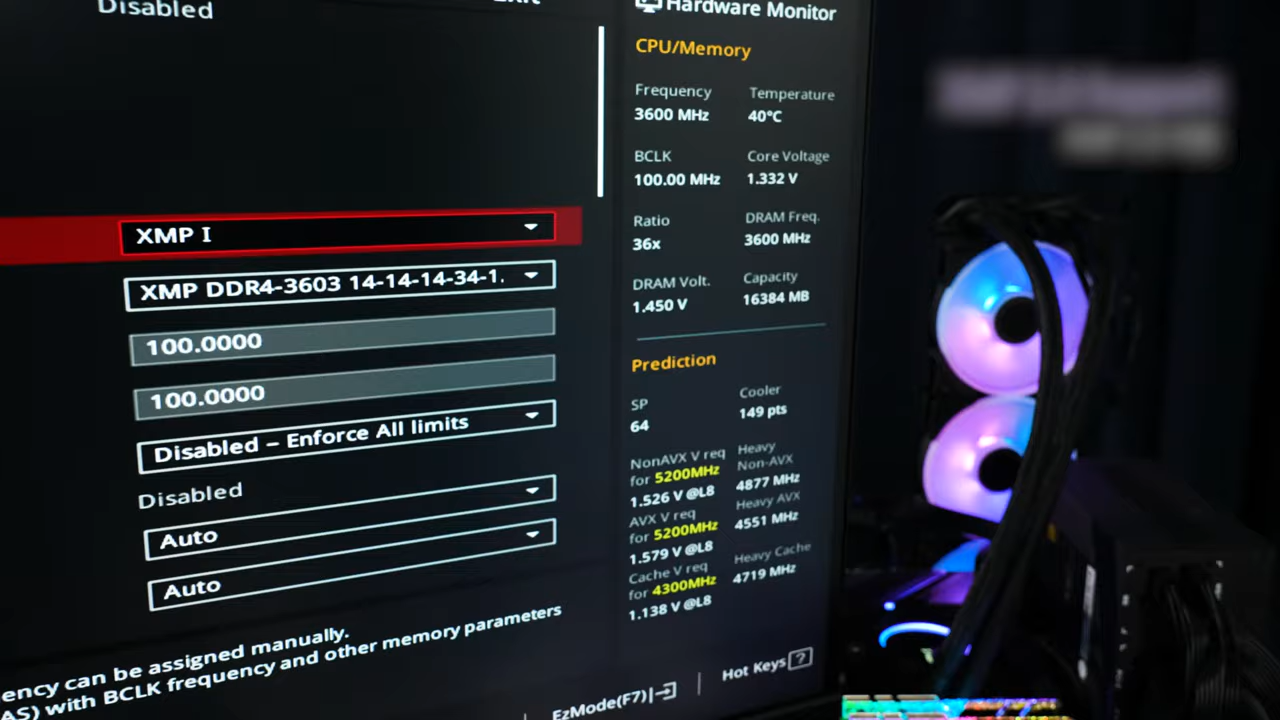 Disabled
Hardware Monitor
CPU/Memory
Frequency Temperature
3600 MHz 40°C
BCLK Core Voltage
100.00 MHz 1.332 V
Ratio DRAM Freq.
36x 3600 MHz
DRAM Volt. Capacity
1.450 V 16384 MB
Prediction
SP Cooler
64 149 pts
NonAVX V req Heavy
for 5200MHz Non-AVX
1.526 V @L8 4877 MHz
AVX V req Heavy AVX
for 5200MHz 4551 MHz
1.579 V @L8
Cache V req Heavy Cache
for 4300MHz 4719 MHz
1.138 V @L8
XMP I
XMP DDR4-3603 14-14-14-34-1.
100.0000
100.0000
Disabled – Enforce All limits
Disabled
Auto
Auto
ency can be assigned manually.
AS) with BCLK frequency and other memory parameters
EzMode(F7) Hot Keys ?